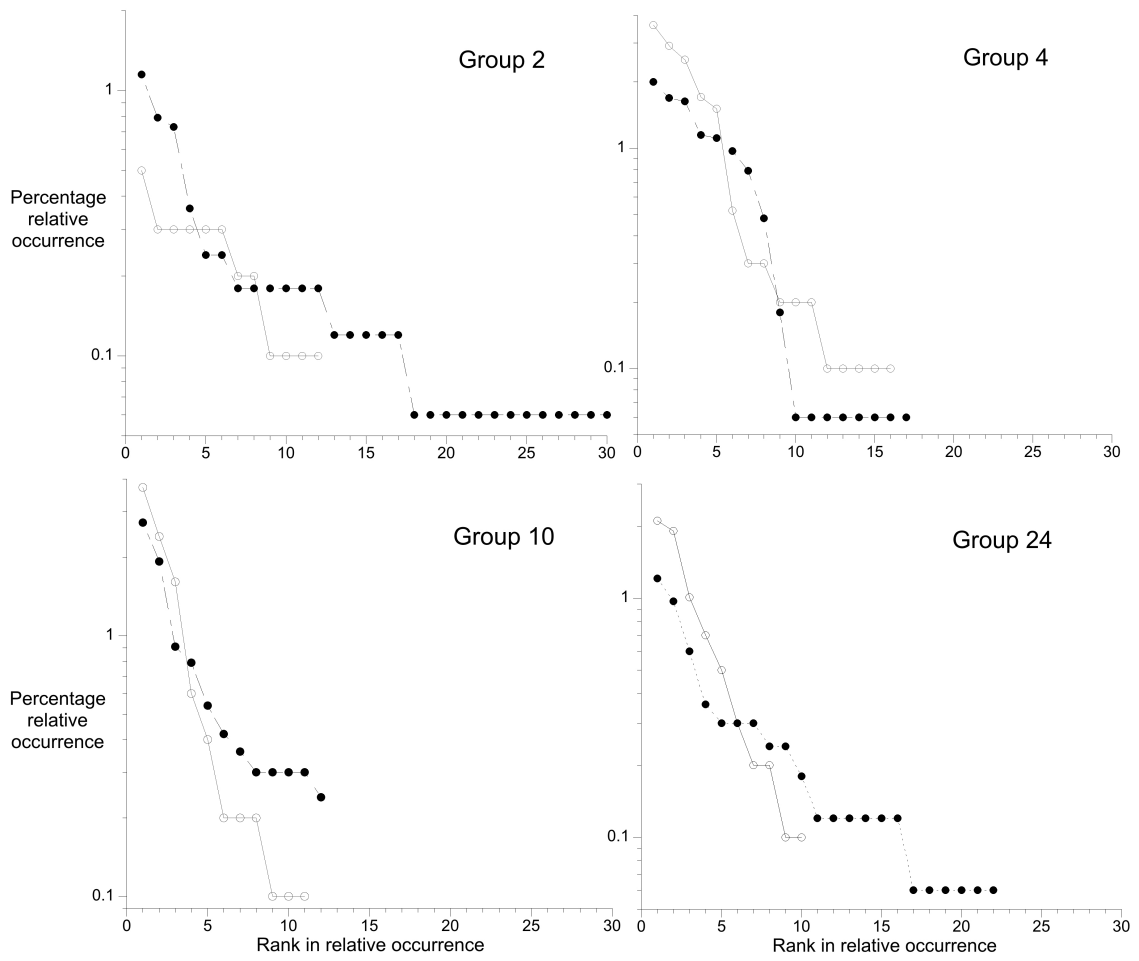 Group 2
1
Percentage
relative
occurrence
0.1
0 5 10 15 20 25 30
Group 4
1
0.1
0 5 10 15 20 25 30
Group 10
1
Percentage
relative
occurrence
0.1
0 5 10 15 20 25 30
Rank in relative occurrence
Group 24
1
0.1
0 5 10 15 20 25 30
Rank in relative occurrence